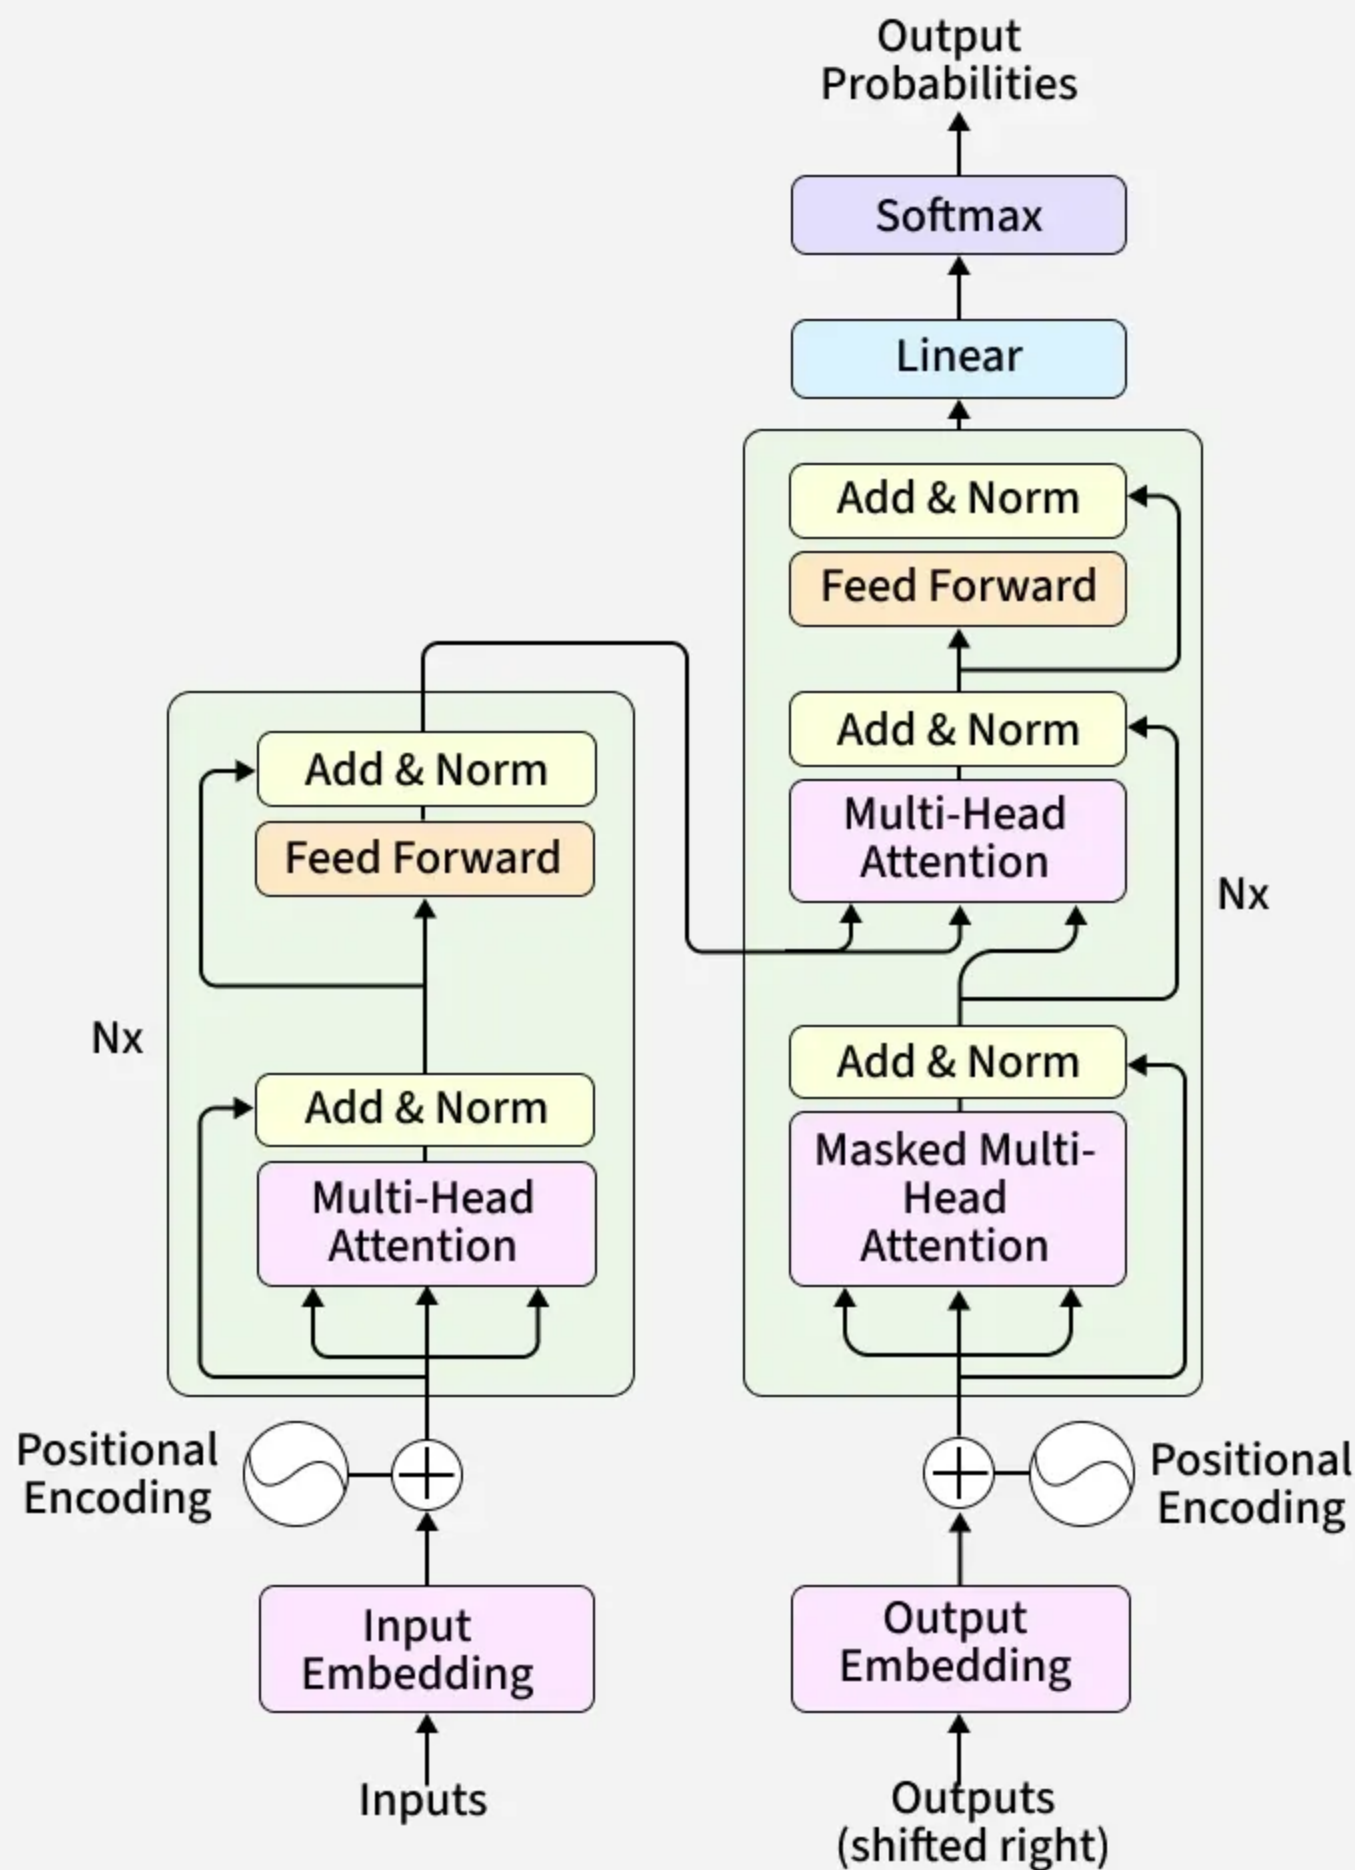 Output
Probabilities
Softmax
Linear
Add & Norm
Feed Forward
Add & Norm
Multi-Head
Attention
Nx
Add & Norm
Masked Multi-
Head
Attention
Add & Norm
Feed Forward
Nx
Add & Norm
Multi-Head
Attention
Positional
Encoding
Positional
Encoding
Input
Embedding
Output
Embedding
Inputs
Outputs
(shifted right)